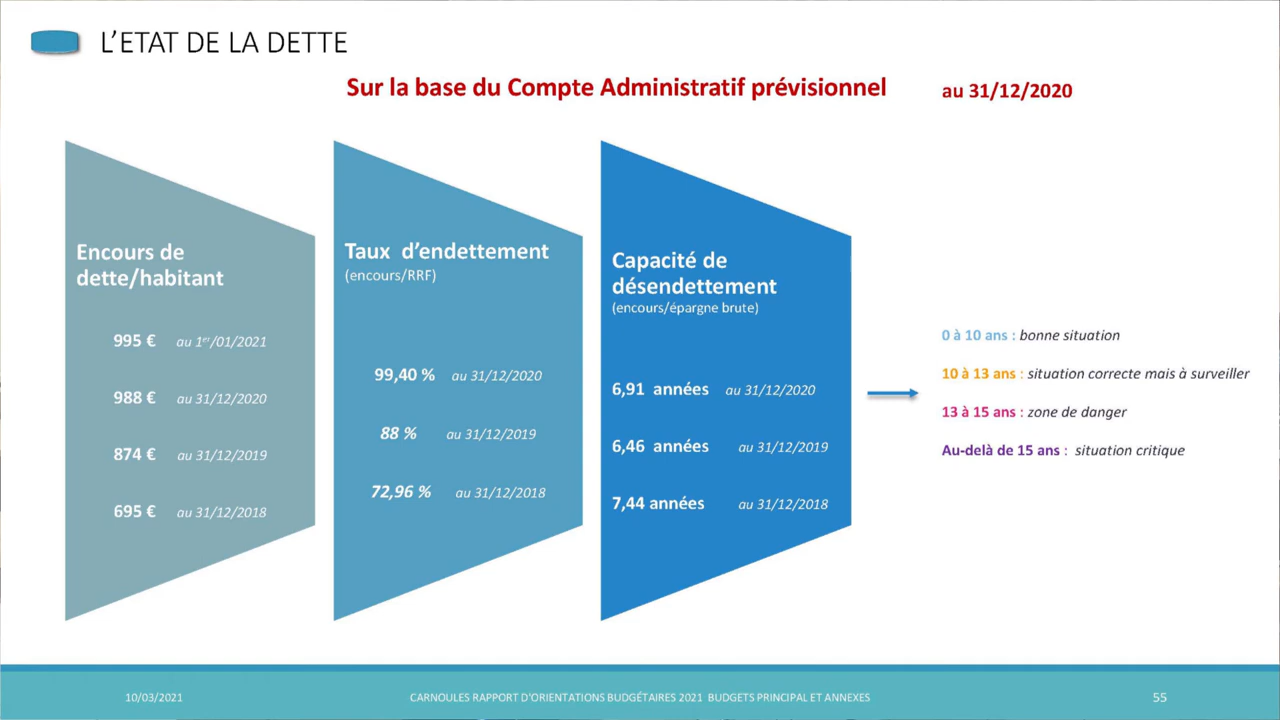 L’ETAT DE LA DETTE
Sur la base du Compte Administratif prévisionnel au 31/12/2020
Encours de
dette/habitant
995 € au 1er/01/2021
988 € au 31/12/2020
874 € au 31/12/2019
695 € au 31/12/2018
Taux d’endettement
(encours/RRF)
99,40 % au 31/12/2020
88 % au 31/12/2019
72,96 % au 31/12/2018
Capacité de
désendettement
(encours/épargne brute)
6,91 années au 31/12/2020
6,46 années au 31/12/2019
7,44 années au 31/12/2018
0 à 10 ans : bonne situation
10 à 13 ans : situation correcte mais à surveiller
13 à 15 ans : zone de danger
Au-delà de 15 ans : situation critique
10/03/2021 CARNOULES RAPPORT D'ORIENTATIONS BUDGÉTAIRES 2021 BUDGETS PRINCIPAL ET ANNEXES 55